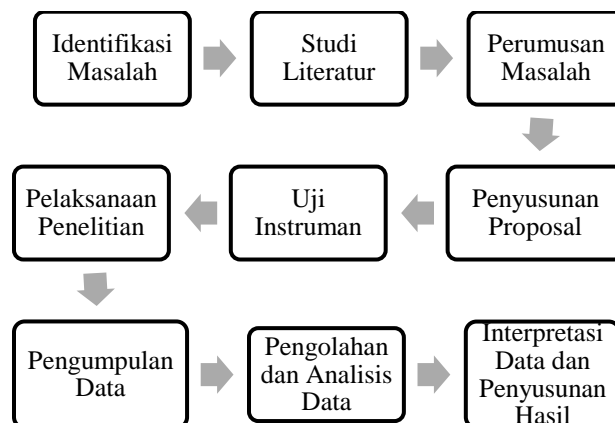 Identifikasi
Masalah
Studi
Literatur
Perumusan
Masalah
Penyusunan
Proposal
Uji
Instruman
Pelaksanaan
Penelitian
Pengumpulan
Data
Pengolahan
dan Analisis
Data
Interpretasi
Data dan
Penyusunan
Hasil